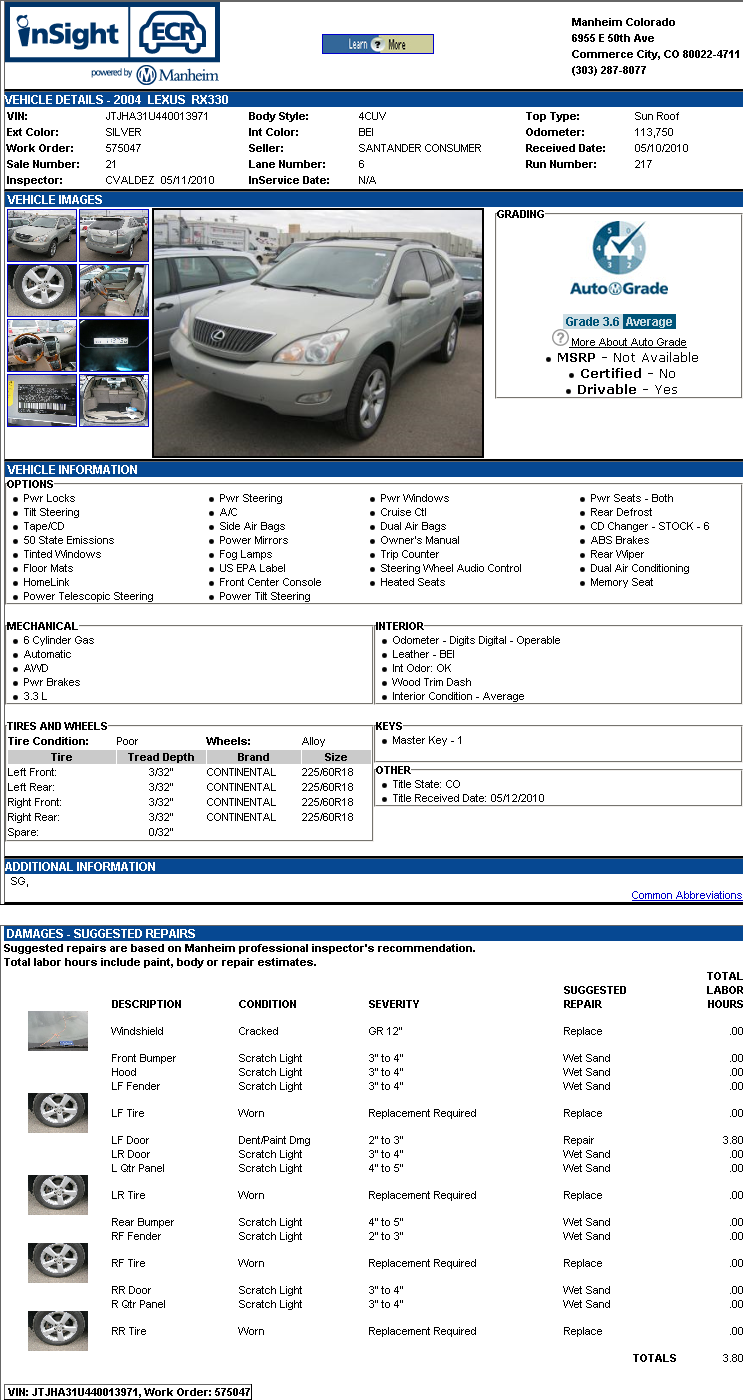 inSight ECR
powered by Manheim
Learn ? More
Manheim Colorado
6955 E 50th Ave
Commerce City, CO 80022-4711
(303) 287-8077
VEHICLE DETAILS - 2004 LEXUS RX330
VIN: JTJHA31U440013971 Body Style: 4CUV Top Type: Sun Roof
Ext Color: SILVER Int Color: BEI Odometer: 113,750
Work Order: 575047 Seller: SANTANDER CONSUMER Received Date: 05/10/2010
Sale Number: 21 Lane Number: 6 Run Number: 217
Inspector: CVALDEZ 05/11/2010 InService Date: N/A
VEHICLE IMAGES
GRADING
5 4 3 2 1
Auto Grade
Grade 3.6 Average
? More About Auto Grade
• MSRP - Not Available
• Certified - No
• Drivable - Yes
VEHICLE INFORMATION
OPTIONS
• Pwr Locks • Pwr Steering • Pwr Windows • Pwr Seats - Both
• Tilt Steering • A/C • Cruise Ctl • Rear Defrost
• Tape/CD • Side Air Bags • Dual Air Bags • CD Changer - STOCK - 6
• 50 State Emissions • Power Mirrors • Owner's Manual • ABS Brakes
• Tinted Windows • Fog Lamps • Trip Counter • Rear Wiper
• Floor Mats • US EPA Label • Steering Wheel Audio Control • Dual Air Conditioning
• HomeLink • Front Center Console • Heated Seats • Memory Seat
• Power Telescopic Steering • Power Tilt Steering
MECHANICAL
• 6 Cylinder Gas
• Automatic
• AWD
• Pwr Brakes
• 3.3 L
INTERIOR
• Odometer - Digits Digital - Operable
• Leather - BEI
• Int Odor: OK
• Wood Trim Dash
• Interior Condition - Average
TIRES AND WHEELS
Tire Condition: Poor Wheels: Alloy
Tire Tread Depth Brand Size
Left Front: 3/32" CONTINENTAL 225/60R18
Left Rear: 3/32" CONTINENTAL 225/60R18
Right Front: 3/32" CONTINENTAL 225/60R18
Right Rear: 3/32" CONTINENTAL 225/60R18
Spare: 0/32"
KEYS
• Master Key - 1
OTHER
• Title State: CO
• Title Received Date: 05/12/2010
ADDITIONAL INFORMATION
SG,
Common Abbreviations
DAMAGES - SUGGESTED REPAIRS
Suggested repairs are based on Manheim professional inspector's recommendation.
Total labor hours include paint, body or repair estimates.
DESCRIPTION CONDITION SEVERITY SUGGESTED REPAIR TOTAL LABOR HOURS
Windshield Cracked GR 12" Replace .00
Front Bumper Scratch Light 3" to 4" Wet Sand .00
Hood Scratch Light 3" to 4" Wet Sand .00
LF Fender Scratch Light 3" to 4" Wet Sand .00
LF Tire Worn Replacement Required Replace .00
LF Door Dent/Paint Dmg 2" to 3" Repair 3.80
LR Door Scratch Light 3" to 4" Wet Sand .00
L Qtr Panel Scratch Light 4" to 5" Wet Sand .00
LR Tire Worn Replacement Required Replace .00
Rear Bumper Scratch Light 4" to 5" Wet Sand .00
RF Fender Scratch Light 2" to 3" Wet Sand .00
RF Tire Worn Replacement Required Replace .00
RR Door Scratch Light 3" to 4" Wet Sand .00
R Qtr Panel Scratch Light 3" to 4" Wet Sand .00
RR Tire Worn Replacement Required Replace .00
TOTALS 3.80
VIN: JTJHA31U440013971, Work Order: 575047